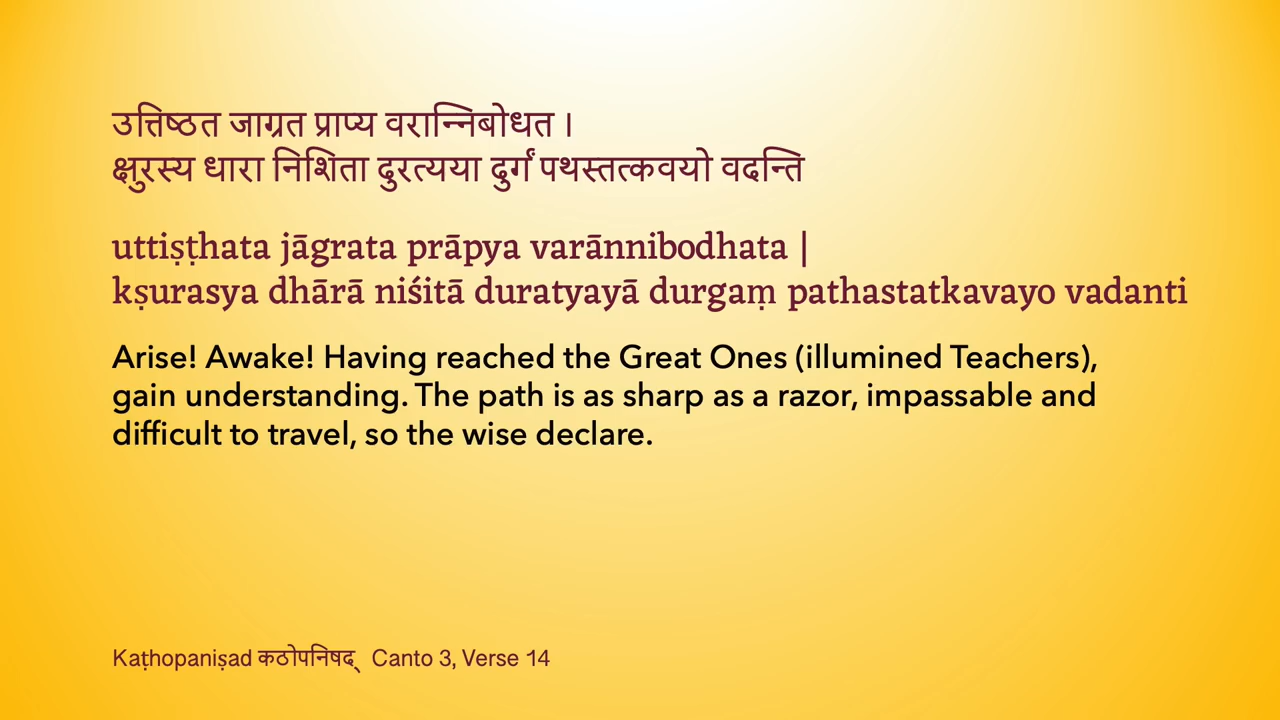 उत्तिष्ठत जाग्रत प्राप्य वरान्निबोधत ।
क्षुरस्य धारा निशिता दुरत्यया दुर्गं पथस्तत्कवयो वदन्ति
uttiṣṭhata jāgrata prāpya varānnibodhata |
kṣurasya dhārā niśitā duratyayā durgaṃ pathastatkavayo vadanti
Arise! Awake! Having reached the Great Ones (illumined Teachers),
gain understanding. The path is as sharp as a razor, impassable and
difficult to travel, so the wise declare.
Kaṭhopaniṣad कठोपनिषद् Canto 3, Verse 14